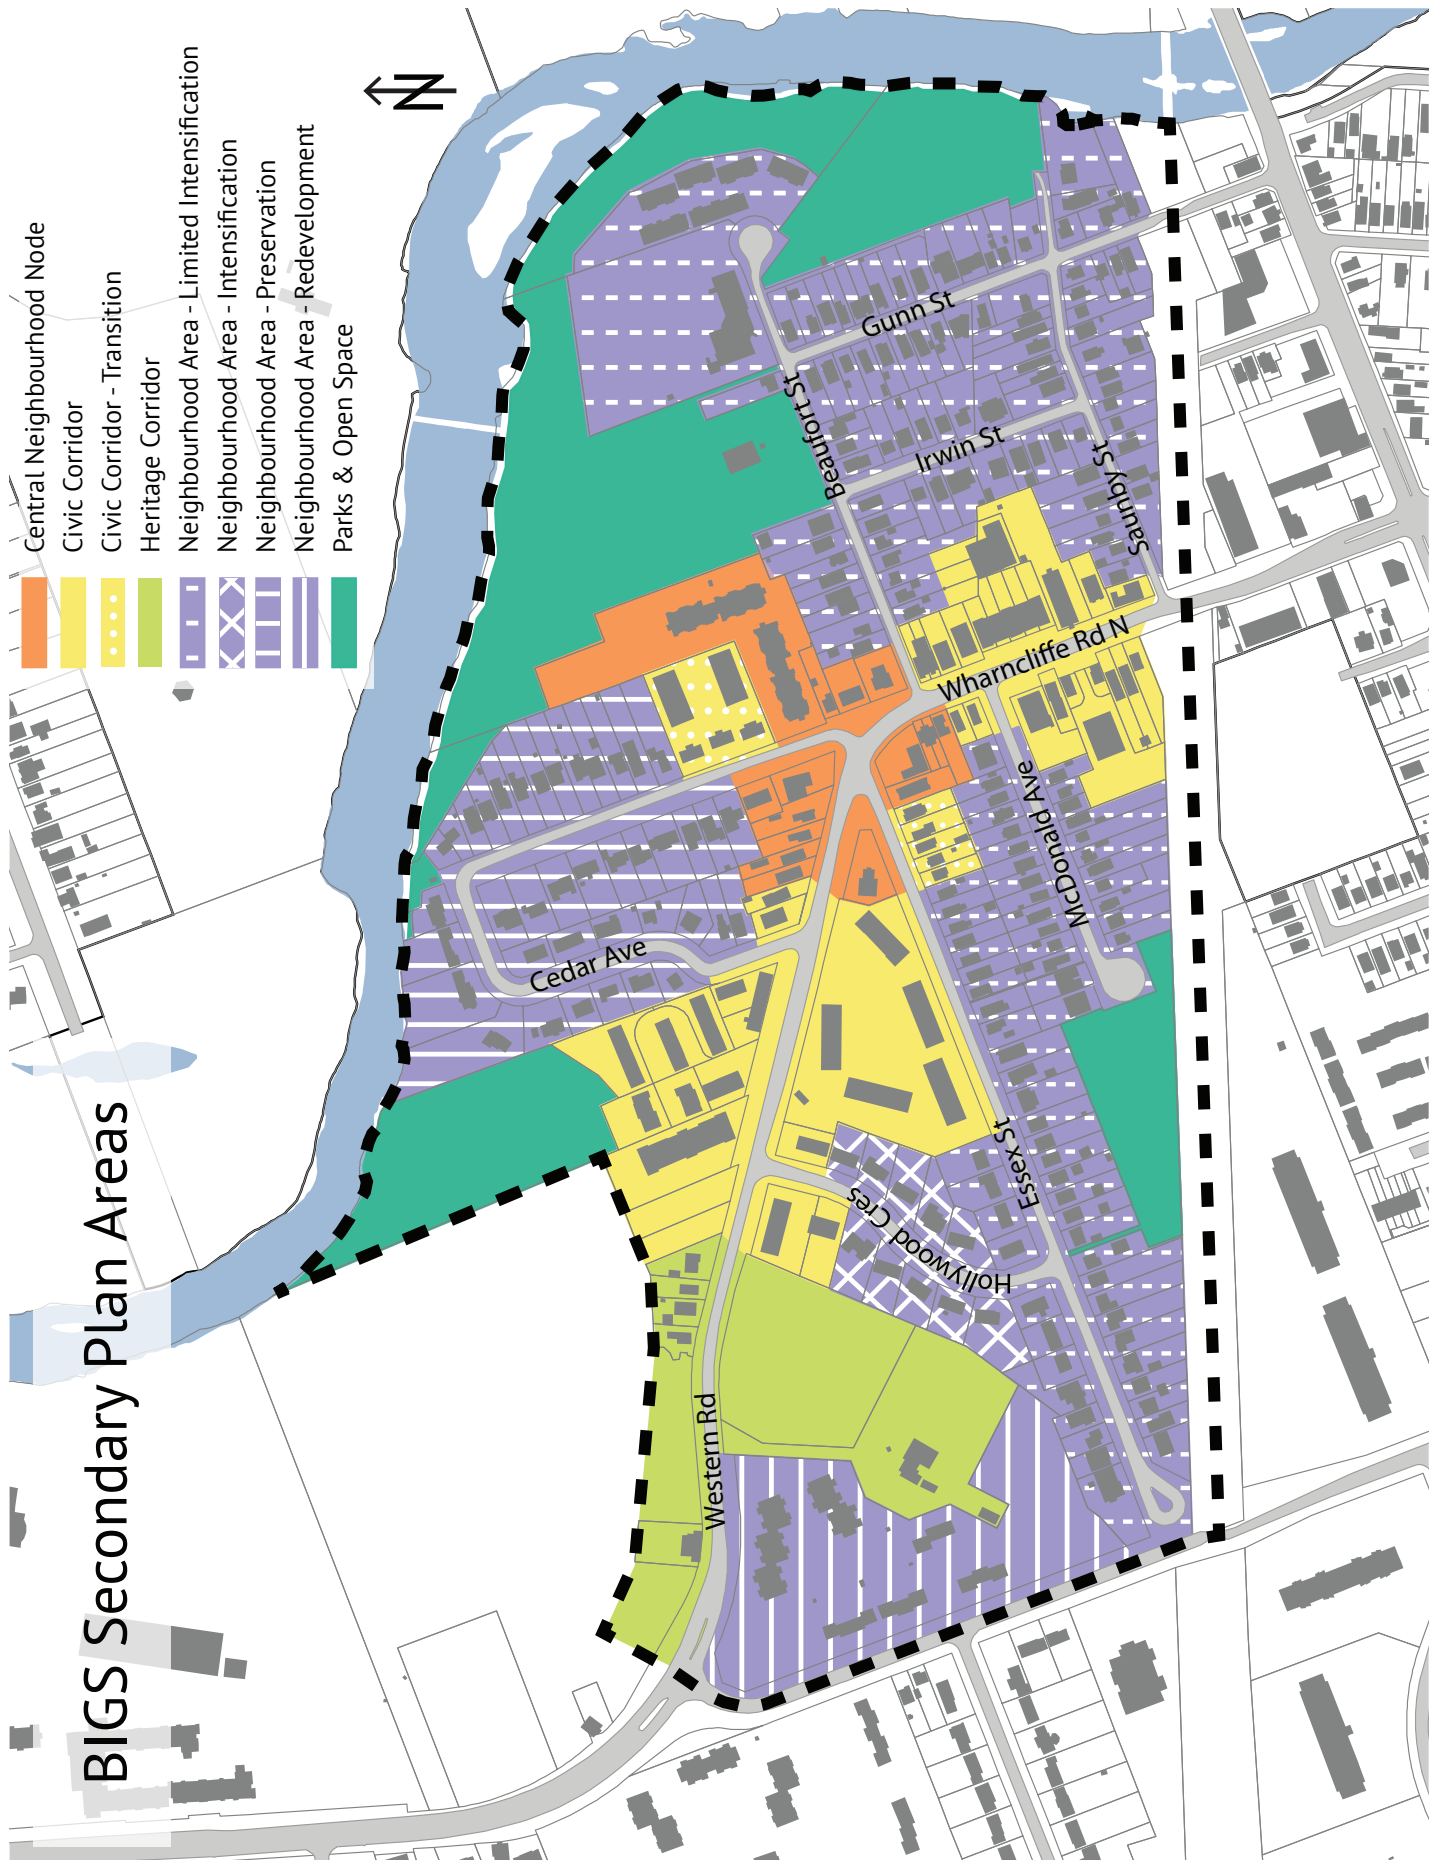 BIGS Secondary Plan Areas
Central Neighbourhood Node
Civic Corridor
Civic Corridor - Transition
Heritage Corridor
Neighbourhood Area - Limited Intensification
Neighbourhood Area - Intensification
Neighbourhood Area - Preservation
Neighbourhood Area - Redevelopment
Parks & Open Space
N
Western Rd
Cedar Ave
Hollywood Cres
Essex St
McDonald Ave
Wharncliffe Rd N
Beaufort St
Gunn St
Irwin St
Saunby St